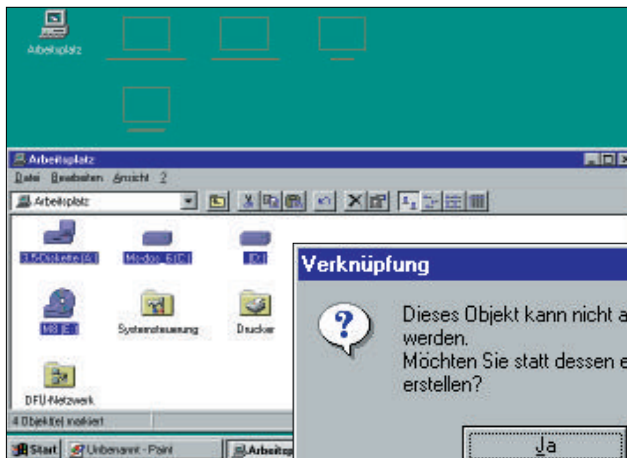 Arbeitsplatz
Arbeitsplatz
Datei Bearbeiten Ansicht ?
Arbeitsplatz
3.5-Diskette (A:) Ms-dos_6 (C:) (D:)
(E:) Systemsteuerung Drucker
DFÜ-Netzwerk
4 Objekt(e) markiert
Verknüpfung
Dieses Objekt kann nicht a
werden.
Möchten Sie statt dessen e
erstellen?
Ja
Start Unbenannt - Paint Arbeitsp